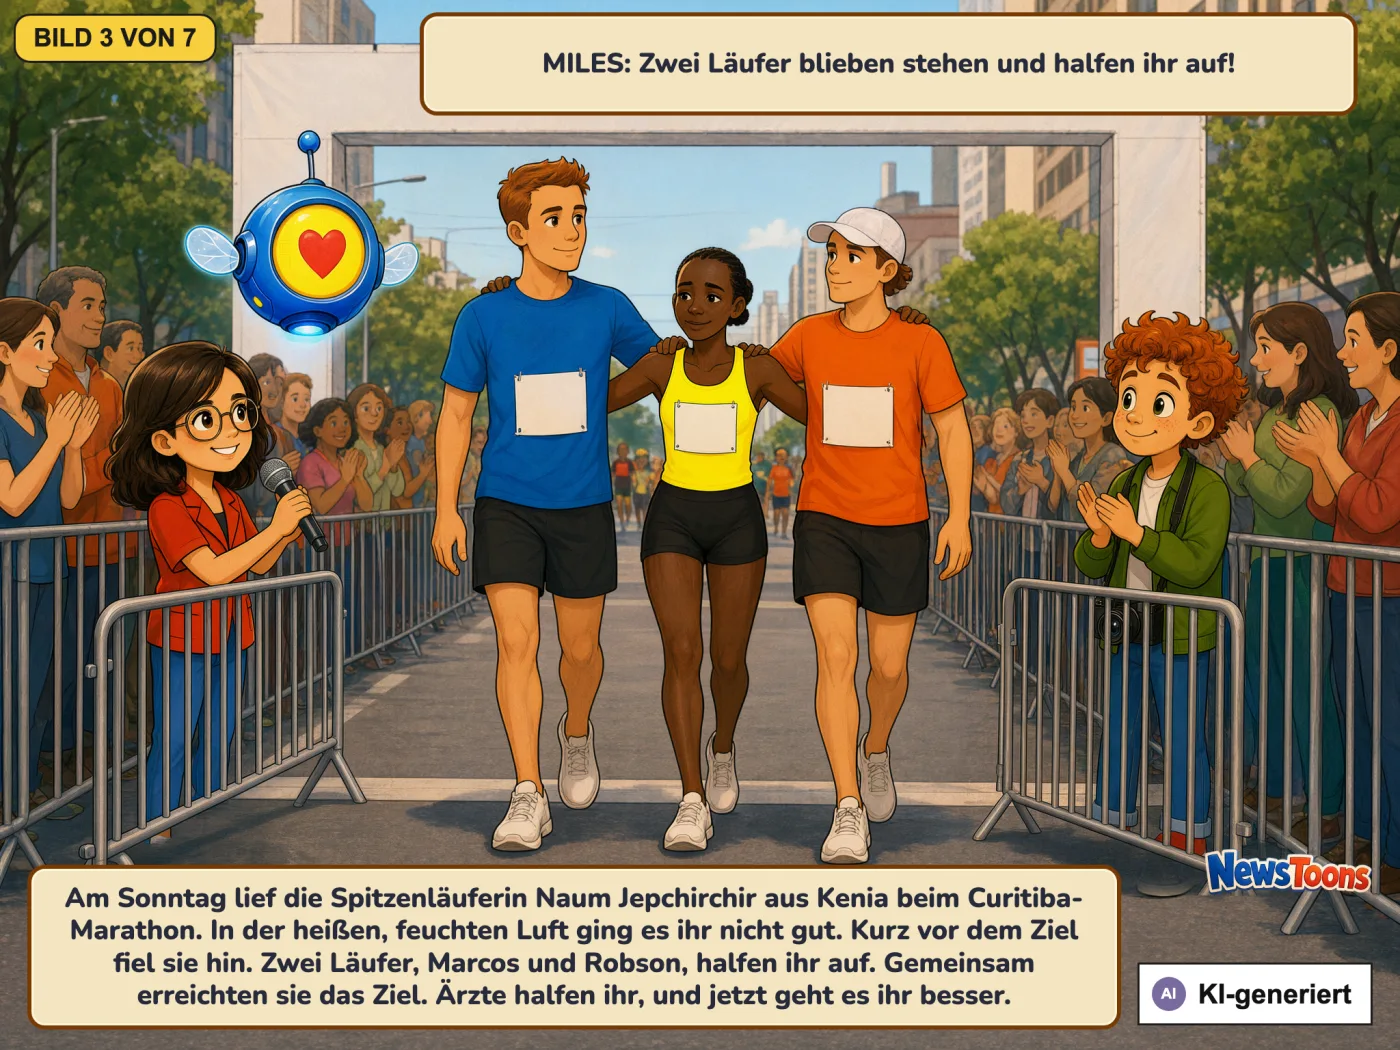 BILD 3 VON 7
MILES: Zwei Läufer blieben stehen und halfen ihr auf!
Am Sonntag lief die Spitzenläuferin Naum Jepchirchir aus Kenia beim Curitiba-
Marathon. In der heißen, feuchten Luft ging es ihr nicht gut. Kurz vor dem Ziel
fiel sie hin. Zwei Läufer, Marcos und Robson, halfen ihr auf. Gemeinsam
erreichten sie das Ziel. Ärzte halfen ihr, und jetzt geht es ihr besser.
NewsToons
AI KI-generiert